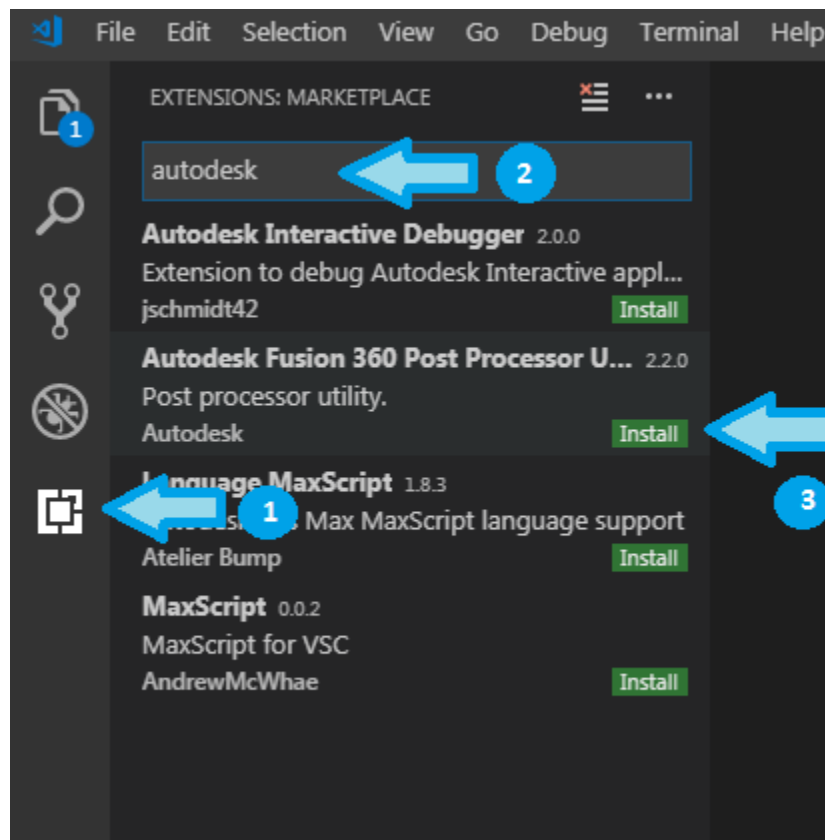 File Edit Selection View Go Debug Terminal Help
EXTENSIONS: MARKETPLACE
1
autodesk
2
Autodesk Interactive Debugger 2.0.0
Extension to debug Autodesk Interactive appl...
jschmidt42 Install
Autodesk Fusion 360 Post Processor U... 2.2.0
Post processor utility.
Autodesk Install
3
Language MaxScript 1.8.3
1
Max MaxScript language support
Atelier Bump Install
MaxScript 0.0.2
MaxScript for VSC
AndrewMcWhae Install